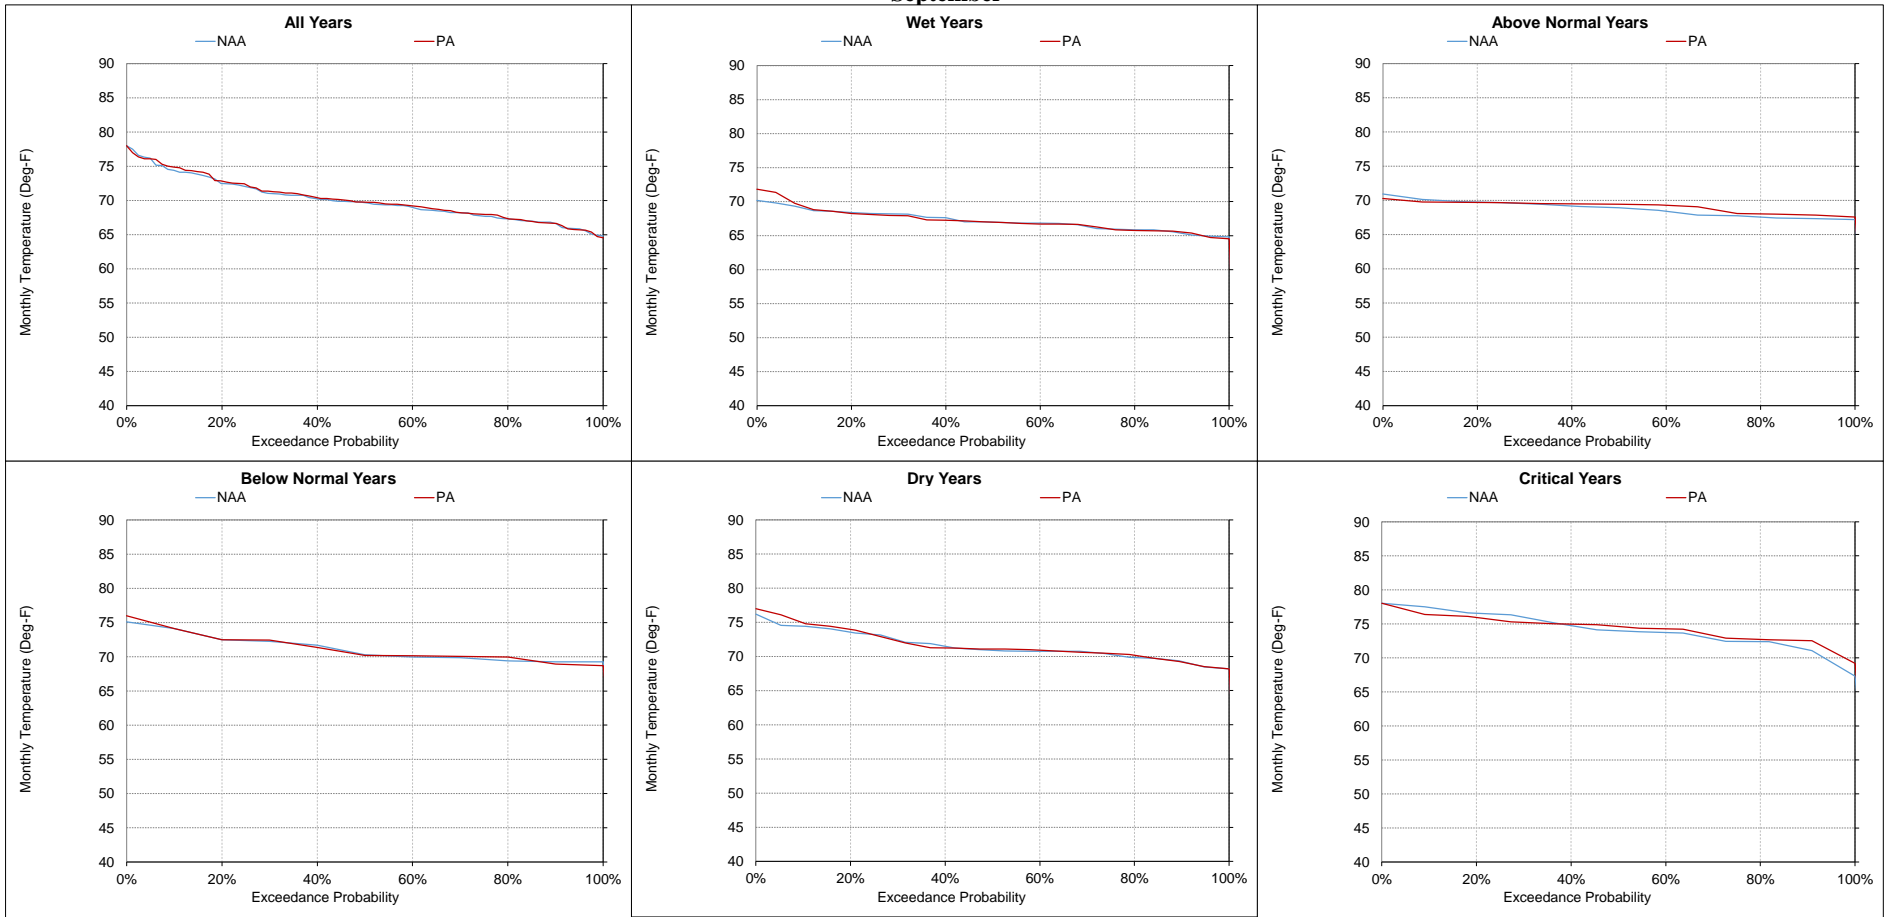 September
All Years
NAA PA
90
85
80
75
70
65
60
55
50
45
40
0% 20% 40% 60% 80% 100%
Monthly Temperature (Deg-F)
Exceedance Probability
Wet Years
NAA PA
90
85
80
75
70
65
60
55
50
45
40
0% 20% 40% 60% 80% 100%
Monthly Temperature (Deg-F)
Exceedance Probability
Above Normal Years
NAA PA
90
85
80
75
70
65
60
55
50
45
40
0% 20% 40% 60% 80% 100%
Monthly Temperature (Deg-F)
Exceedance Probability
Below Normal Years
NAA PA
90
85
80
75
70
65
60
55
50
45
40
0% 20% 40% 60% 80% 100%
Monthly Temperature (Deg-F)
Exceedance Probability
Dry Years
NAA PA
90
85
80
75
70
65
60
55
50
45
40
0% 20% 40% 60% 80% 100%
Monthly Temperature (Deg-F)
Exceedance Probability
Critical Years
NAA PA
90
85
80
75
70
65
60
55
50
45
40
0% 20% 40% 60% 80% 100%
Monthly Temperature (Deg-F)
Exceedance Probability